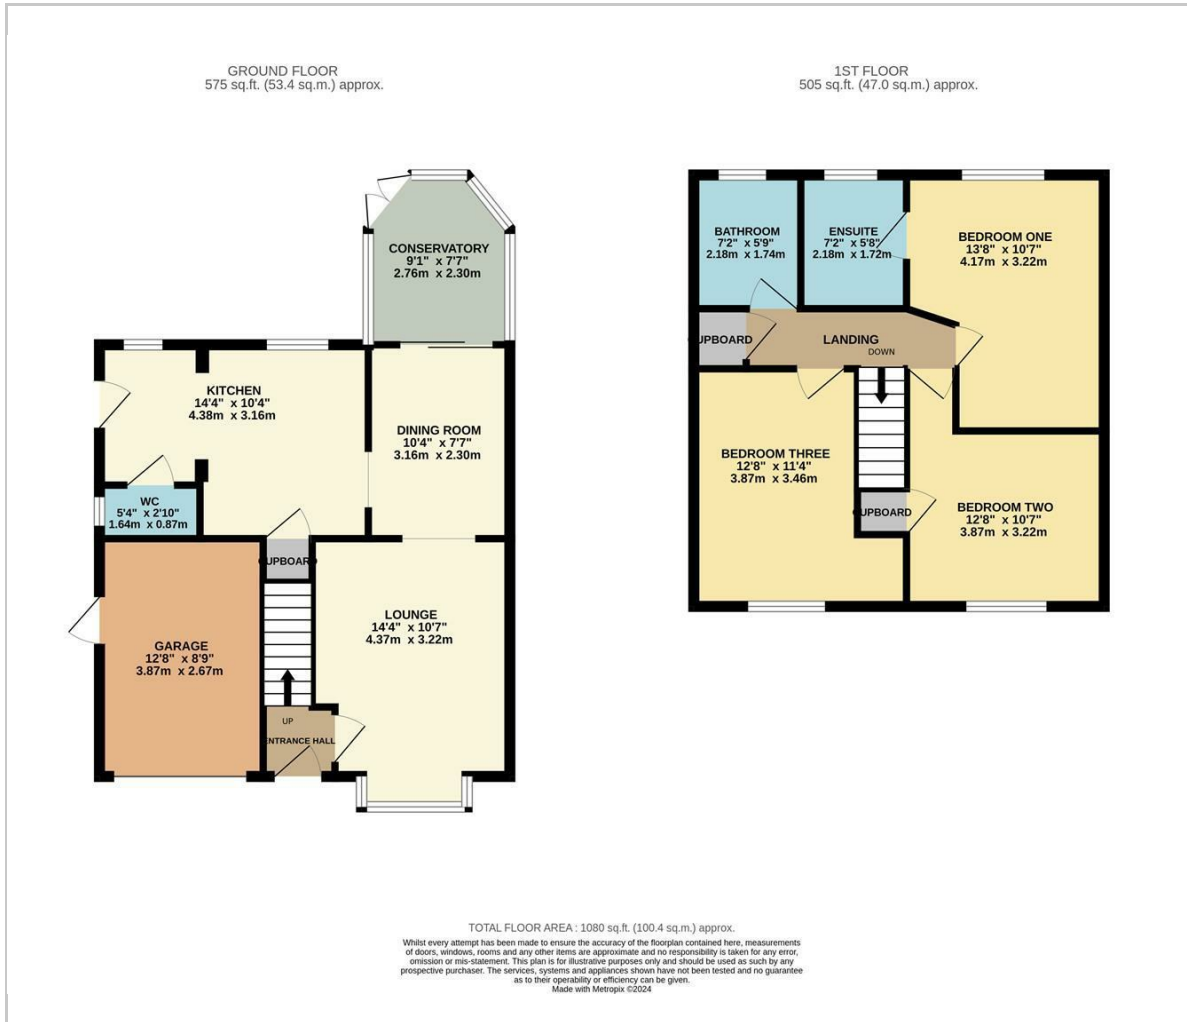 GROUND FLOOR
575 sq.ft. (53.4 sq.m.) approx.
CONSERVATORY
9'1" x 7'7"
2.76m x 2.30m
KITCHEN
14'4" x 10'4"
4.38m x 3.16m
DINING ROOM
10'4" x 7'7"
3.16m x 2.30m
WC
5'4" x 2'10"
1.64m x 0.87m
CUPBOARD
LOUNGE
14'4" x 10'7"
4.37m x 3.22m
GARAGE
12'8" x 8'9"
3.87m x 2.67m
UP
ENTRANCE HALL
1ST FLOOR
505 sq.ft. (47.0 sq.m.) approx.
BATHROOM
7'2" x 5'9"
2.18m x 1.74m
ENSUITE
7'2" x 5'8"
2.18m x 1.72m
BEDROOM ONE
13'8" x 10'7"
4.17m x 3.22m
CUPBOARD
LANDING
DOWN
BEDROOM THREE
12'8" x 11'4"
3.87m x 3.46m
CUPBOARD
BEDROOM TWO
12'8" x 10'7"
3.87m x 3.22m
TOTAL FLOOR AREA : 1080 sq.ft. (100.4 sq.m.) approx.
Whilst every attempt has been made to ensure the accuracy of the floorplan contained here, measurements
of doors, windows, rooms and any other items are approximate and no responsibility is taken for any error,
omission or mis-statement. This plan is for illustrative purposes only and should be used as such by any
prospective purchaser. The services, systems and appliances shown have not been tested and no guarantee
as to their operability or efficiency can be given.
Made with Metropix ©2024